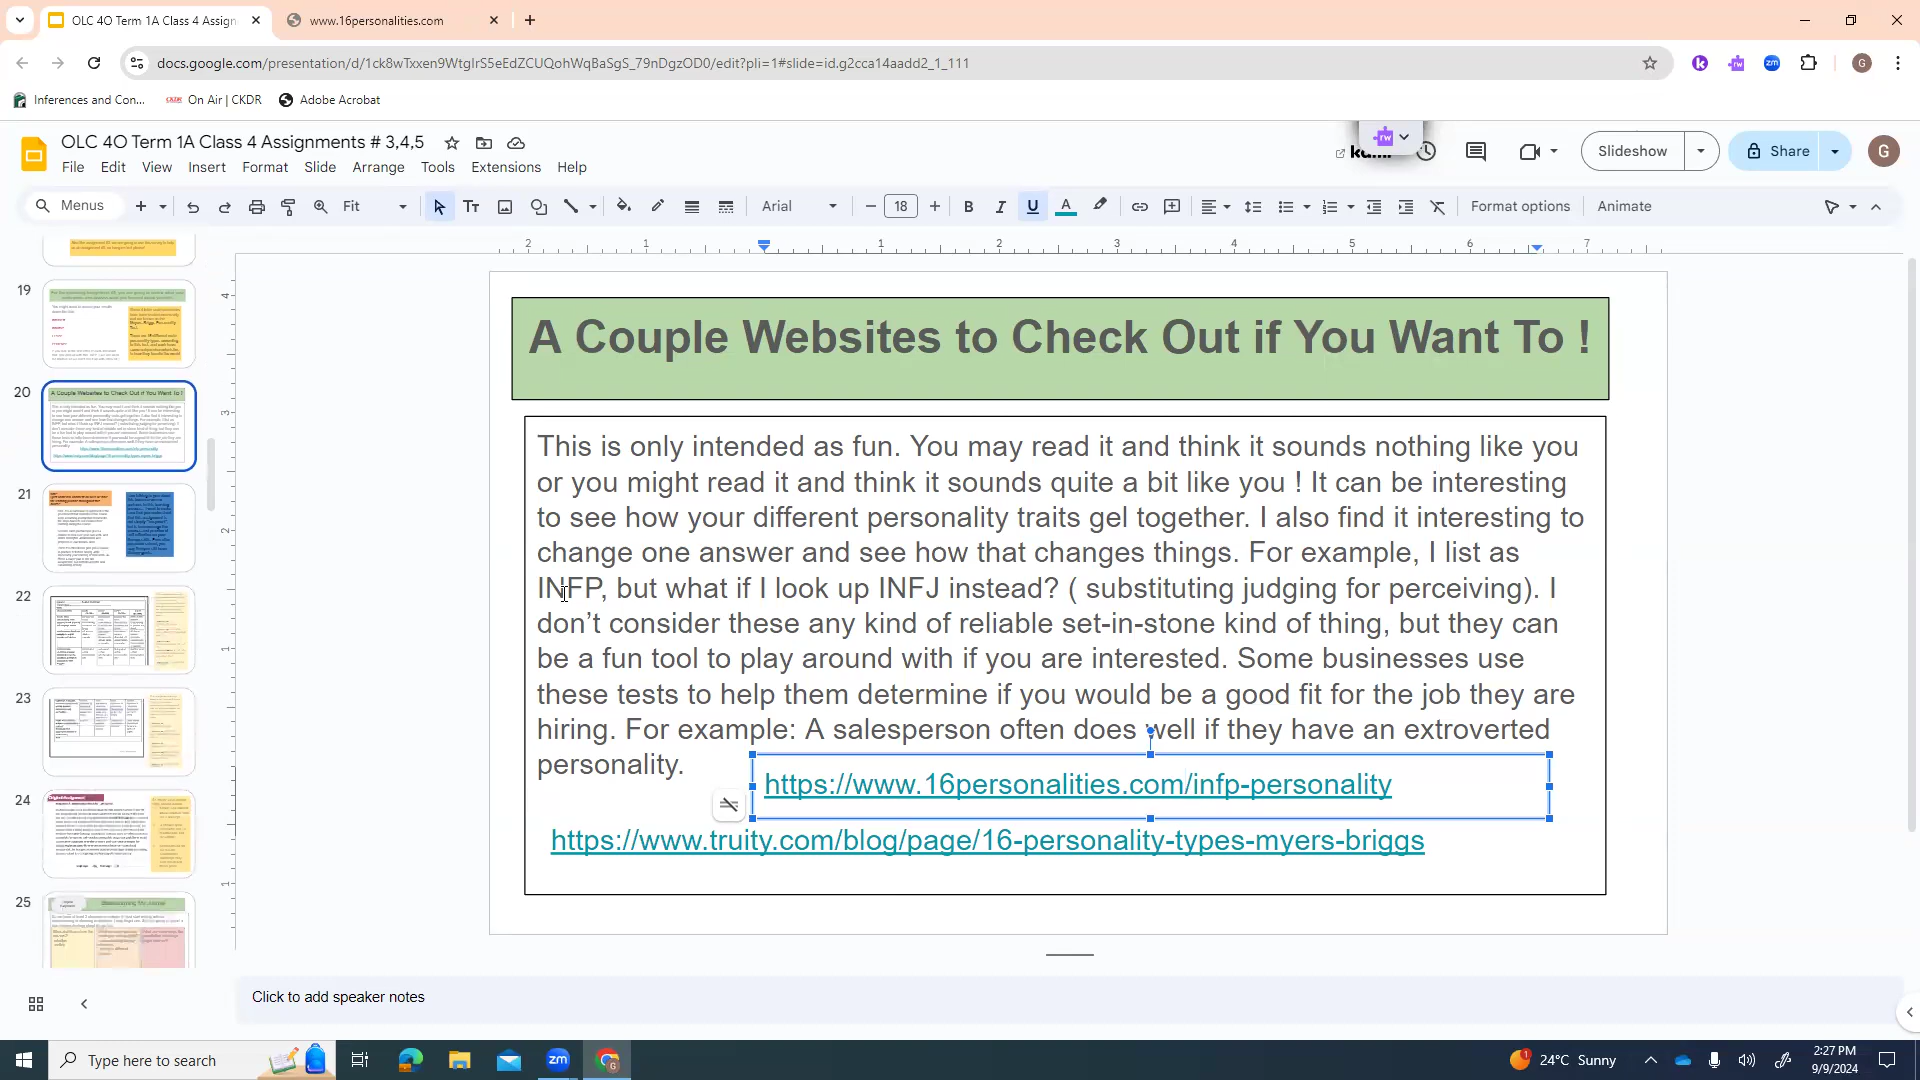 OLC 4O Term 1A Class 4 Assign
www.16personalities.com
docs.google.com/presentation/d/1ck8wTxxen9WtgIrS5eEdZCUQohWqBaSgS_79nDgzOD0/edit?pli=1#slide=id.g2cca14aadd2_1_111
Inferences and Con...
On Air | CKDR
Adobe Acrobat
OLC 4O Term 1A Class 4 Assignments # 3,4,5
File Edit View Insert Format Slide Arrange Tools Extensions Help
Slideshow
Share
G
Menus
Fit
Arial
18
Format options
Animate
19
20
21
22
23
24
25
A Couple Websites to Check Out if You Want To !
This is only intended as fun. You may read it and think it sounds nothing like you
or you might read it and think it sounds quite a bit like you ! It can be interesting
to see how your different personality traits gel together. I also find it interesting to
change one answer and see how that changes things. For example, I list as
INFP, but what if I look up INFJ instead? ( substituting judging for perceiving). I
don't consider these any kind of reliable set-in-stone kind of thing, but they can
be a fun tool to play around with if you are interested. Some businesses use
these tests to help them determine if you would be a good fit for the job they are
hiring. For example: A salesperson often does well if they have an extroverted
personality.
https://www.16personalities.com/infp-personality
https://www.truity.com/blog/page/16-personality-types-myers-briggs
Click to add speaker notes
Type here to search
24°C Sunny
2:27 PM
9/9/2024